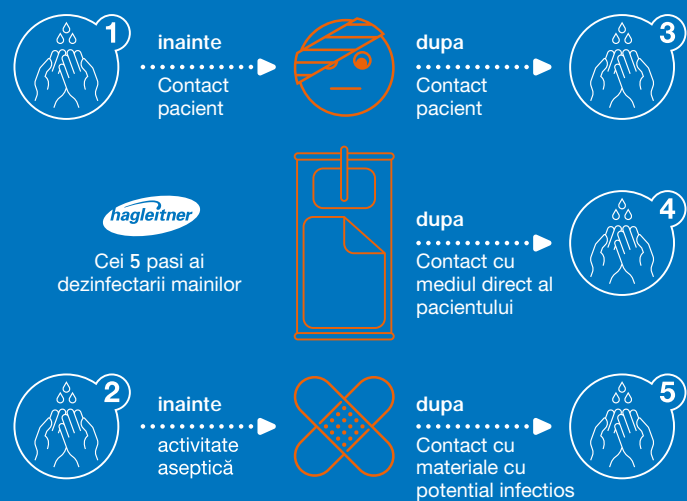 1
inainte
Contact
pacient
dupa
Contact
pacient
3
hagleitner
Cei 5 pasi ai
dezinfectarii mainilor
dupa
Contact cu
mediul direct al
pacientului
4
2
inainte
activitate
aseptică
dupa
Contact cu
materiale cu
potential infectios
5